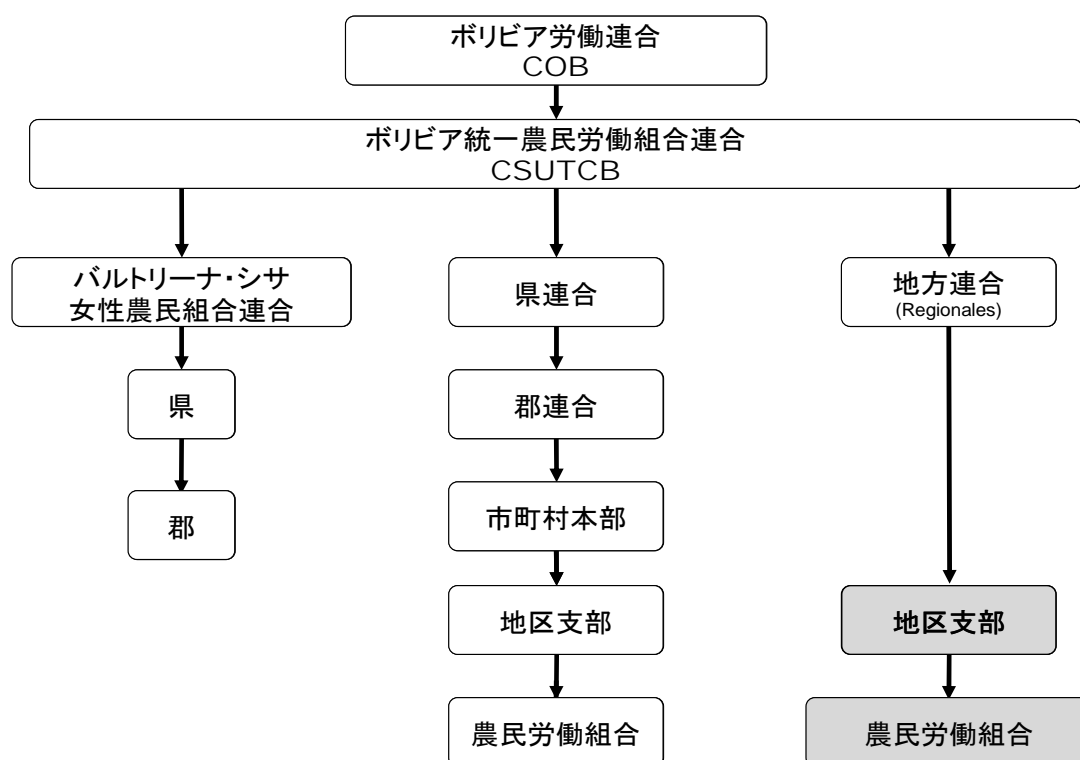 ボリビア労働連合
COB
ボリビア統一農民労働組合連合
CSUTCB
バルトリーナ・シサ
女性農民組合連合
県連合
地方連合
(Regionales)
県
郡連合
郡
市町村本部
地区支部
地区支部
農民労働組合
農民労働組合